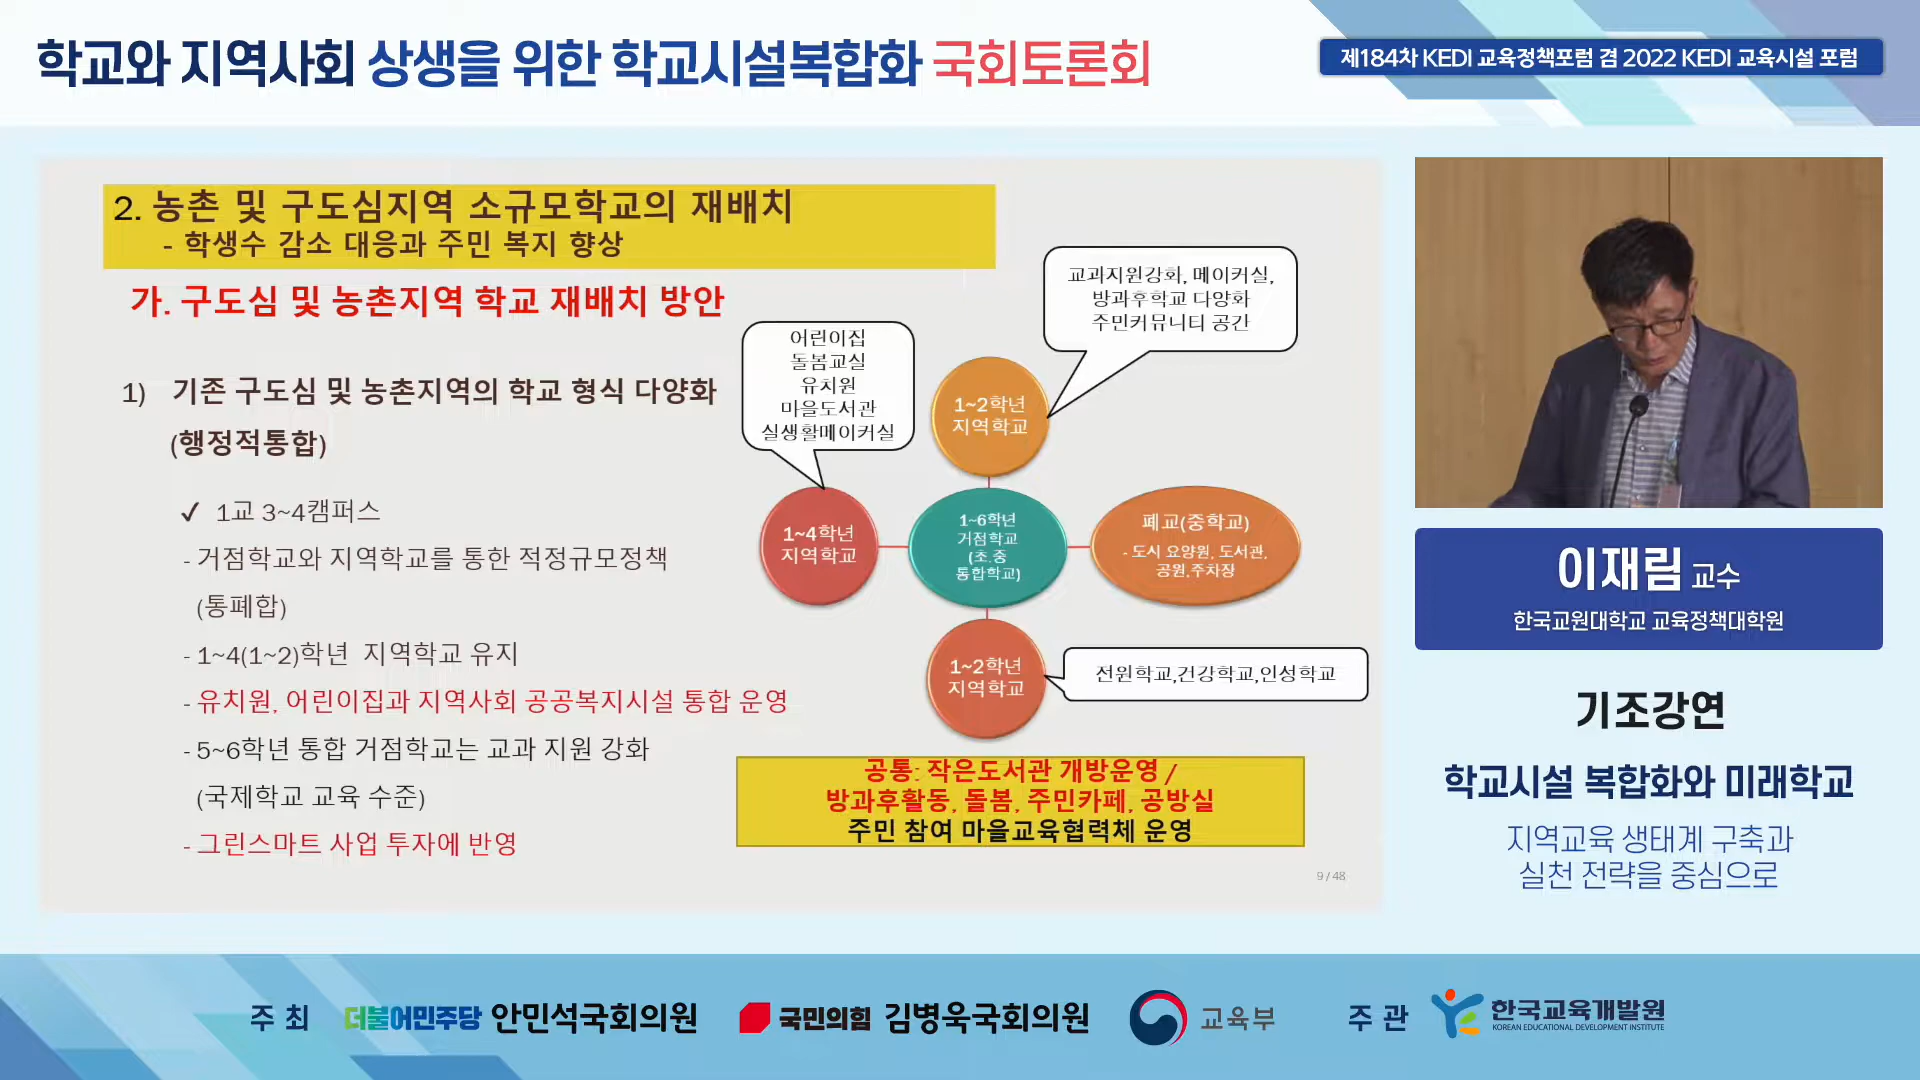 학교와 지역사회 상생을 위한 학교시설복합화 국회토론회
제184차 KEDI 교육정책포럼 겸 2022 KEDI 교육시설 포럼
2. 농촌 및 구도심지역 소규모학교의 재배치
- 학생수 감소 대응과 주민 복지 향상
가. 구도심 및 농촌지역 학교 재배치 방안
1) 기존 구도심 및 농촌지역의 학교 형식 다양화
(행정적통합)
✓ 1교 3~4캠퍼스
- 거점학교와 지역학교를 통한 적정규모정책
(통폐합)
- 1~4(1~2)학년 지역학교 유지
- 유치원, 어린이집과 지역사회 공공복지시설 통합 운영
- 5~6학년 통합 거점학교는 교과 지원 강화
(국제학교 교육 수준)
- 그린스마트 사업 투자에 반영
어린이집
돌봄교실
유치원
마을도서관
실생활메이커실
교과지원강화, 메이커실,
방과후학교 다양화
주민커뮤니티 공간
1~2학년
지역학교
1~4학년
지역학교
1~6학년
거점학교
(초.중
통합학교)
폐교(중학교)
- 도시 요양원, 도서관,
공원,주차장
1~2학년
지역학교
전원학교,건강학교,인성학교
공통: 작은도서관 개방운영 /
방과후활동, 돌봄, 주민카페, 공방실
주민 참여 마을교육협력체 운영
9 / 48
이재림 교수
한국교원대학교 교육정책대학원
기조강연
학교시설 복합화와 미래학교
지역교육 생태계 구축과
실천 전략을 중심으로
주 최 더불어민주당 안민석국회의원 국민의힘 김병욱국회의원 교육부 주 관 한국교육개발원
KOREAN EDUCATIONAL DEVELOPMENT INSTITUTE